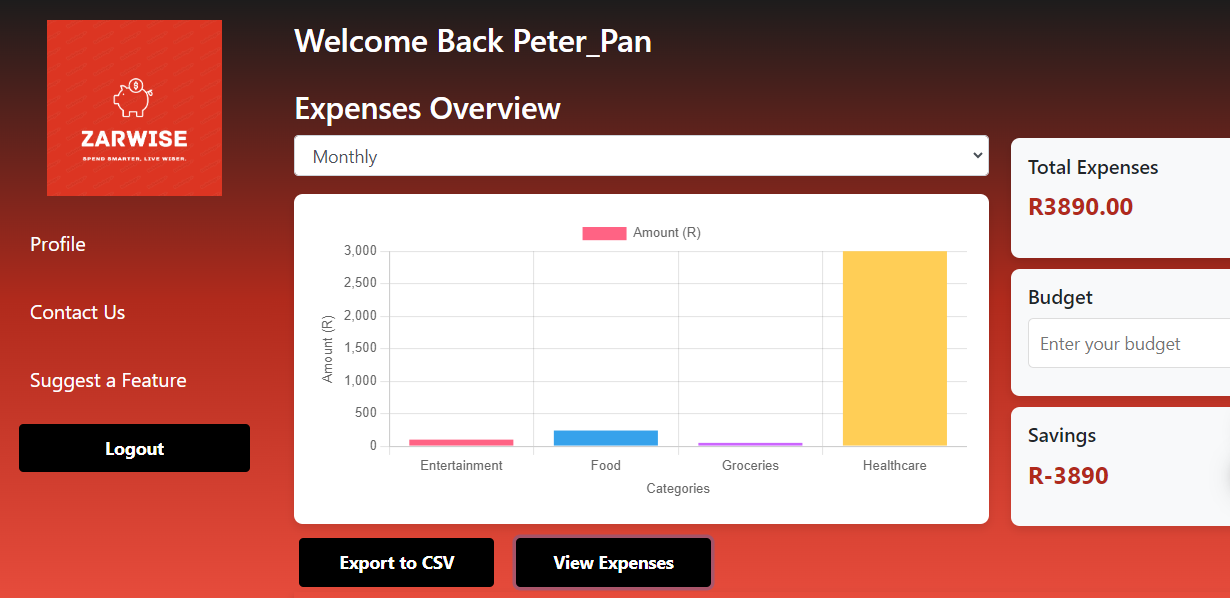 ZARWISE
SPEND SMARTER, LIVE WISER.
Profile
Contact Us
Suggest a Feature
Logout
Welcome Back Peter_Pan
Expenses Overview
Monthly
Amount (R)
Amount (R)
3,000
2,500
2,000
1,500
1,000
500
0
Entertainment Food Groceries Healthcare
Categories
Export to CSV View Expenses
Total Expenses
R3890.00
Budget
Enter your budget
Savings
R-3890